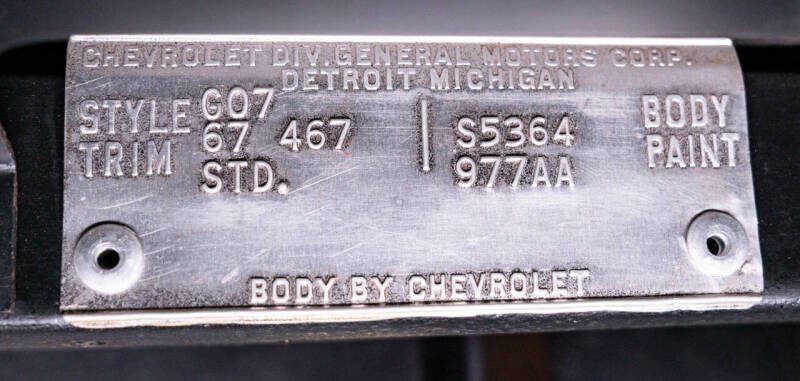 CHEVROLET DIV. GENERAL MOTORS CORP.
DETROIT MICHIGAN
G07
STYLE 67 467 | S5364 BODY
TRIM STD. 977AA PAINT
BODY BY CHEVROLET